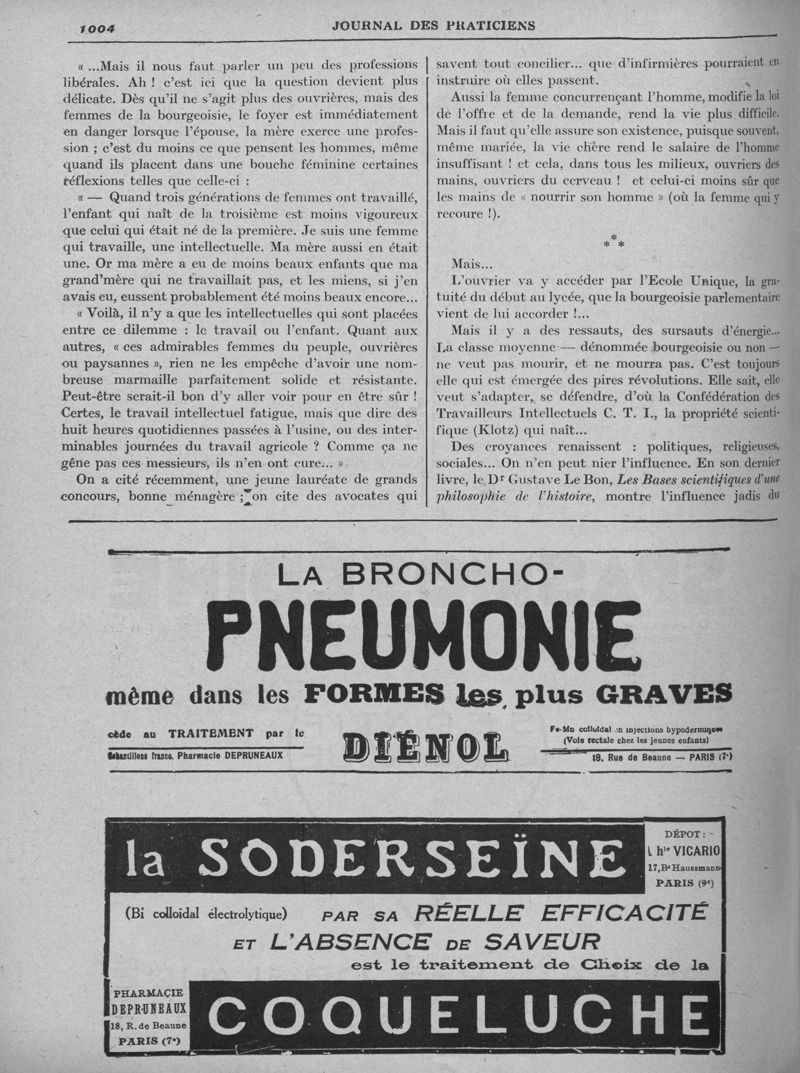 1004
JOURNAL DES PRATICIENS
« ...Mais il nous faut parler un peu des professions
libérales. Ah ! c'est ici que la question devient plus
délicate. Dès qu'il ne s'agit plus des ouvrières, mais des
femmes de la bourgeoisie, le foyer est immédiatement
en danger lorsque l'épouse, la mère exerce une profes-
sion ; c'est du moins ce que pensent les hommes, même
quand ils placent dans une bouche féminine certaines
réflexions telles que celle-ci :
« — Quand trois générations de femmes ont travaillé,
l'enfant qui naît de la troisième est moins vigoureux
que celui qui était né de la première. Je suis une femme
qui travaille, une intellectuelle. Ma mère aussi en était
une. Or ma mère a eu de moins beaux enfants que ma
grand'mère qui ne travaillait pas, et les miens, si j'en
avais eu, eussent probablement été moins beaux encore...
« Voilà, il n'y a que les intellectuelles qui sont placées
entre ce dilemme : le travail ou l'enfant. Quant aux
autres, « ces admirables femmes du peuple, ouvrières
ou paysannes », rien ne les empêche d'avoir une nom-
breuse marmaille parfaitement solide et résistante.
Peut-être serait-il bon d'y aller voir pour en être sûr !
Certes, le travail intellectuel fatigue, mais que dire des
huit heures quotidiennes passées à l'usine, ou des inter-
minables journées du travail agricole ? Comme ça ne
gêne pas ces messieurs, ils n'en ont cure... »
On a cité récemment, une jeune lauréate de grands
concours, bonne ménagère ; on cite des avocates qui
savent tout concilier... que d'infirmières pourraient en
instruire où elles passent.
Aussi la femme concurrençant l'homme, modifie la loi
de l'offre et de la demande, rend la vie plus difficile.
Mais il faut qu'elle assure son existence, puisque souvent,
même mariée, la vie chère rend le salaire de l'homme
insuffisant ! et cela, dans tous les milieux, ouvriers des
mains, ouvriers du cerveau ! et celui-ci moins sûr que
les mains de « nourrir son homme » (où la femme qui y
recoure !).
* * *
Mais...
L'ouvrier va y accéder par l'Ecole Unique, la gra-
tuité du début au lycée, que la bourgeoisie parlementaire
vient de lui accorder !...
Mais il y a des ressauts, des sursauts d'énergie...
La classe moyenne — dénommée bourgeoisie ou non —
ne veut pas mourir, et ne mourra pas. C'est toujours
elle qui est émergée des pires révolutions. Elle sait, elle
veut s'adapter, se défendre, d'où la Confédération des
Travailleurs Intellectuels C. T. I., la propriété scienti-
fique (Klotz) qui naît...
Des croyances renaissent : politiques, religieuses,
sociales... On n'en peut nier l'influence. En son dernier
livre, le Dr Gustave Le Bon, Les Bases scientifiques d'une
philosophie de l'histoire, montre l'influence jadis du
LA BRONCHO-
PNEUMONIE
même dans les FORMES les plus GRAVES
cède au TRAITEMENT par le
Echantillons franco. Pharmacie DEPRUNEAUX
DIÉNOL
Fe-Mn colloïdal en injections hypodermiques
(Voie rectale chez les jeunes enfants)
18, Rue de Beaune — PARIS (7e)
la SODERSEÏNE
DÉPOT :
Phie VICARIO
17, Bd Haussmann
PARIS (9e)
(Bi colloïdal électrolytique) PAR SA RÉELLE EFFICACITÉ
ET L'ABSENCE DE SAVEUR
est le traitement de Choix de la
PHARMACIE
DEPRUNEAUX
18, R. de Beaune
PARIS (7e)
COQUELUCHE